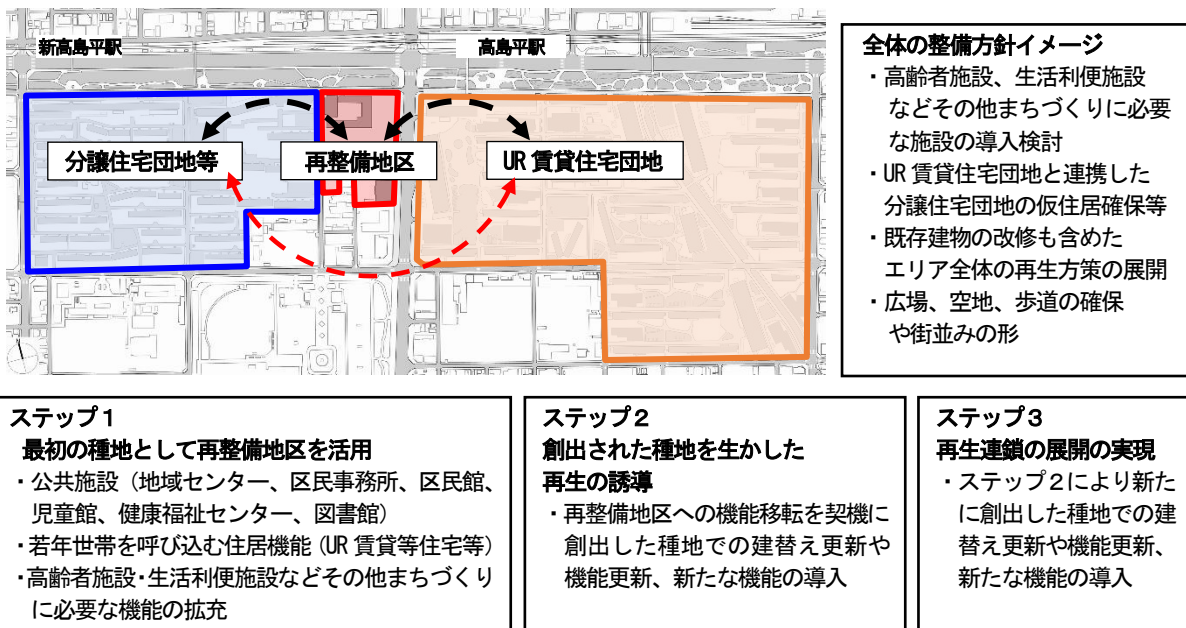 新高島平駅
高島平駅
分譲住宅団地等
再整備地区
UR 賃貸住宅団地
全体の整備方針イメージ
・高齢者施設、生活利便施設
などその他まちづくりに必要
な施設の導入検討
・UR 賃貸住宅団地と連携した
分譲住宅団地の仮住居確保等
・既存建物の改修も含めた
エリア全体の再生方策の展開
・広場、空地、歩道の確保
や街並みの形
ステップ1
最初の種地として再整備地区を活用
・公共施設（地域センター、区民事務所、区民館、
児童館、健康福祉センター、図書館）
・若年世帯を呼び込む住居機能（UR 賃貸等住宅等）
・高齢者施設・生活利便施設などその他まちづくり
に必要な機能の拡充
ステップ2
創出された種地を生かした
再生の誘導
・再整備地区への機能移転を契機に
創出した種地での建替え更新や
機能更新、新たな機能の導入
ステップ3
再生連鎖の展開の実現
・ステップ2により新た
に創出した種地での建
替え更新や機能更新、
新たな機能の導入